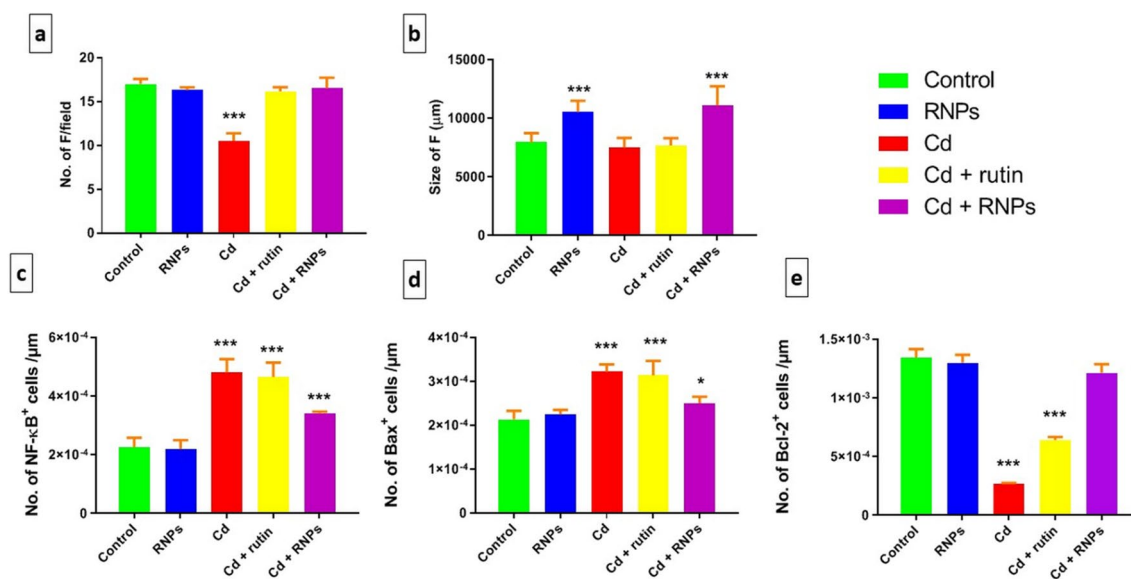 a
No. of F/field
20
15
10
5
0
***
Control
RNPs
Cd
Cd + rutin
Cd + RNPs
b
Size of F (μm)
15000
10000
5000
0
***
***
Control
RNPs
Cd
Cd + rutin
Cd + RNPs
Control
RNPs
Cd
Cd + rutin
Cd + RNPs
c
No. of NF-κB⁺ cells /μm
6×10⁻⁴
4×10⁻⁴
2×10⁻⁴
0
***
***
***
Control
RNPs
Cd
Cd + rutin
Cd + RNPs
d
No. of Bax⁺ cells /μm
4×10⁻⁴
3×10⁻⁴
2×10⁻⁴
1×10⁻⁴
0
***
***
*
Control
RNPs
Cd
Cd + rutin
Cd + RNPs
e
No. of Bcl-2⁺ cells /μm
1.5×10⁻³
1×10⁻³
5×10⁻⁴
0
***
***
Control
RNPs
Cd
Cd + rutin
Cd + RNPs